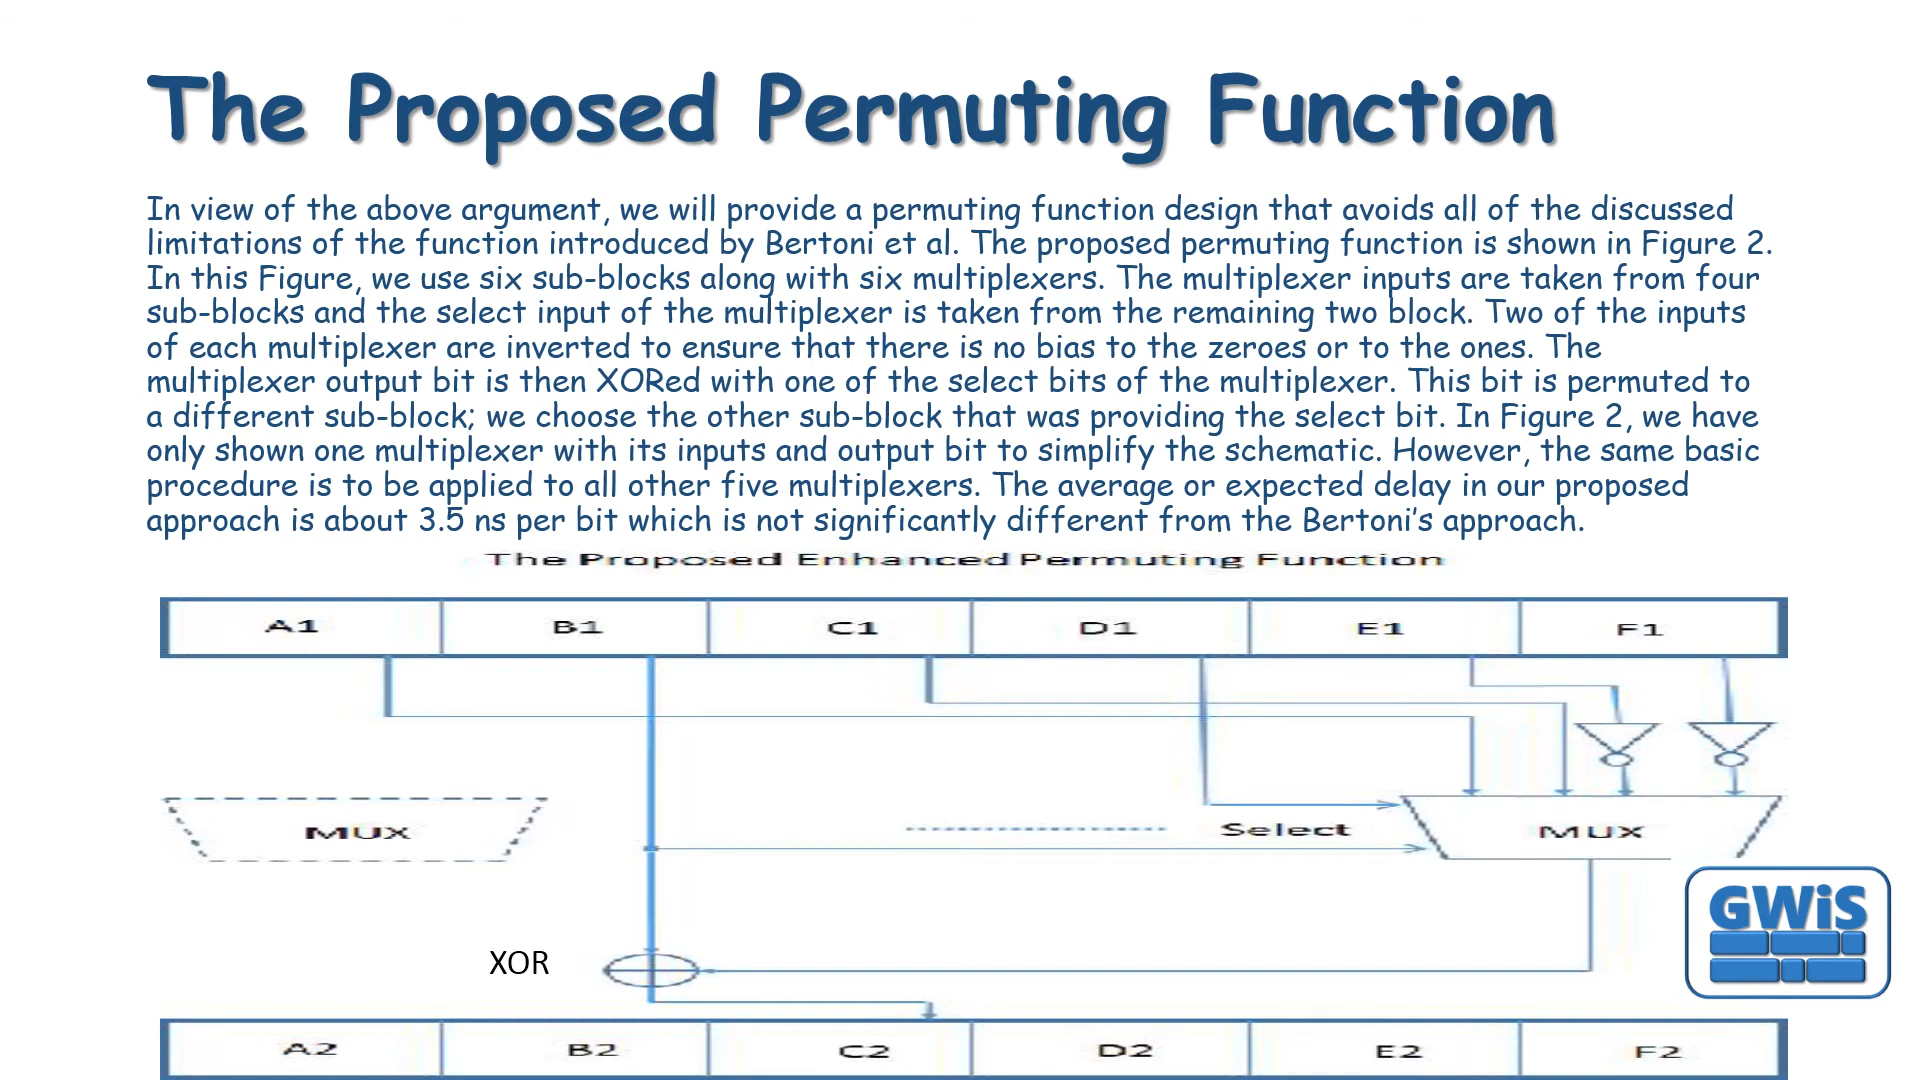 The Proposed Permuting Function
In view of the above argument, we will provide a permuting function design that avoids all of the discussed
limitations of the function introduced by Bertoni et al. The proposed permuting function is shown in Figure 2.
In this Figure, we use six sub-blocks along with six multiplexers. The multiplexer inputs are taken from four
sub-blocks and the select input of the multiplexer is taken from the remaining two block. Two of the inputs
of each multiplexer are inverted to ensure that there is no bias to the zeroes or to the ones. The
multiplexer output bit is then XORed with one of the select bits of the multiplexer. This bit is permuted to
a different sub-block; we choose the other sub-block that was providing the select bit. In Figure 2, we have
only shown one multiplexer with its inputs and output bit to simplify the schematic. However, the same basic
procedure is to be applied to all other five multiplexers. The average or expected delay in our proposed
approach is about 3.5 ns per bit which is not significantly different from the Bertoni's approach.
The Proposed Enhanced Permuting Function
A1 B1 C1 D1 E1 F1
MUX Select MUX
GWiS
XOR
A2 B2 C2 D2 E2 F2